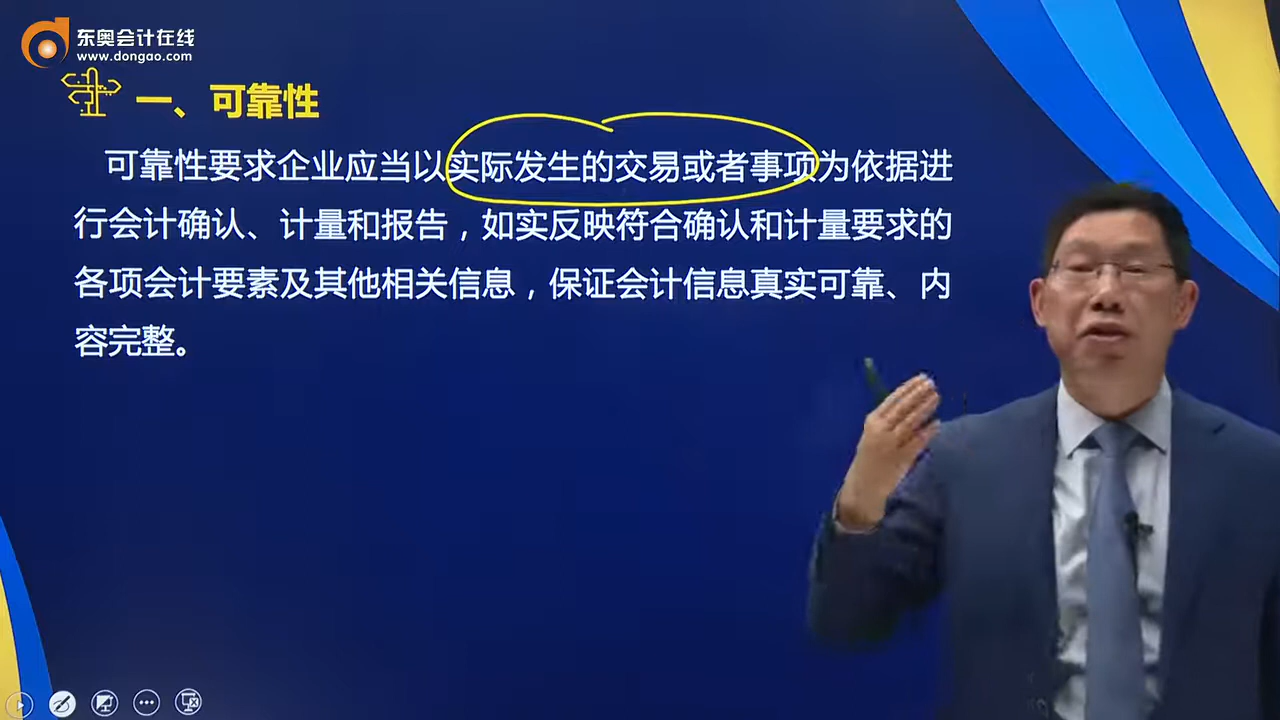 东奥会计在线
www.dongao.com
一、可靠性
可靠性要求企业应当以实际发生的交易或者事项为依据进
行会计确认、计量和报告，如实反映符合确认和计量要求的
各项会计要素及其他相关信息，保证会计信息真实可靠、内
容完整。